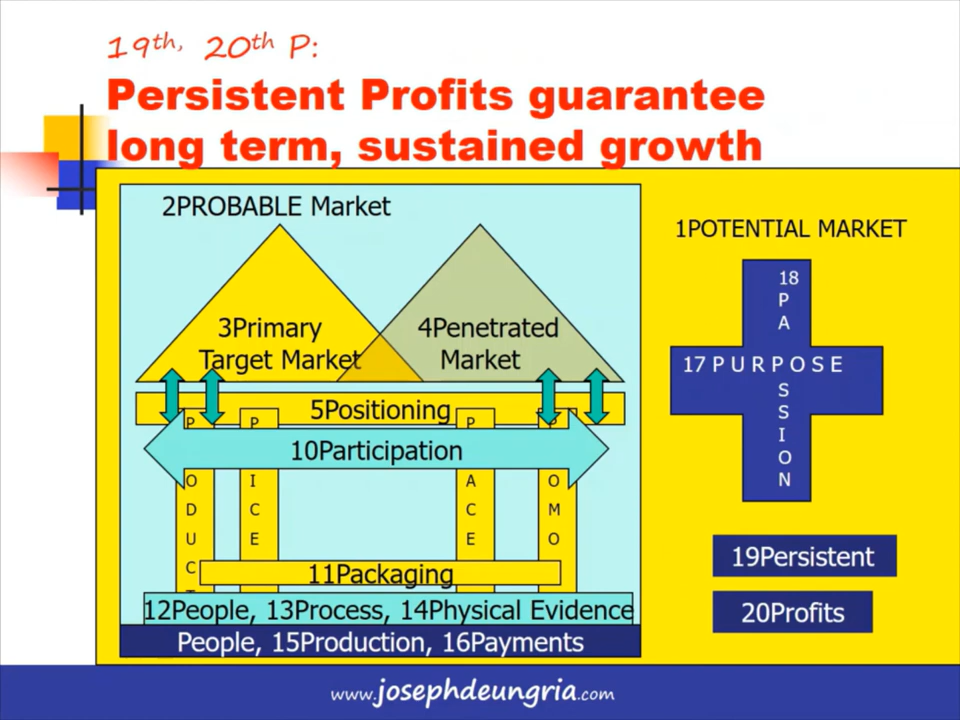 19th, 20th P:
Persistent Profits guarantee
long term, sustained growth
2PROBABLE Market
1POTENTIAL MARKET
3Primary
Target Market
4Penetrated
Market
18
P
A
17 P U R P O S E
S
S
I
O
N
5Positioning
P P P P
10Participation
O I A O
D C C M
U E E O
C
T
11Packaging
12People, 13Process, 14Physical Evidence
People, 15Production, 16Payments
19Persistent
20Profits
www.josephdeungria.com